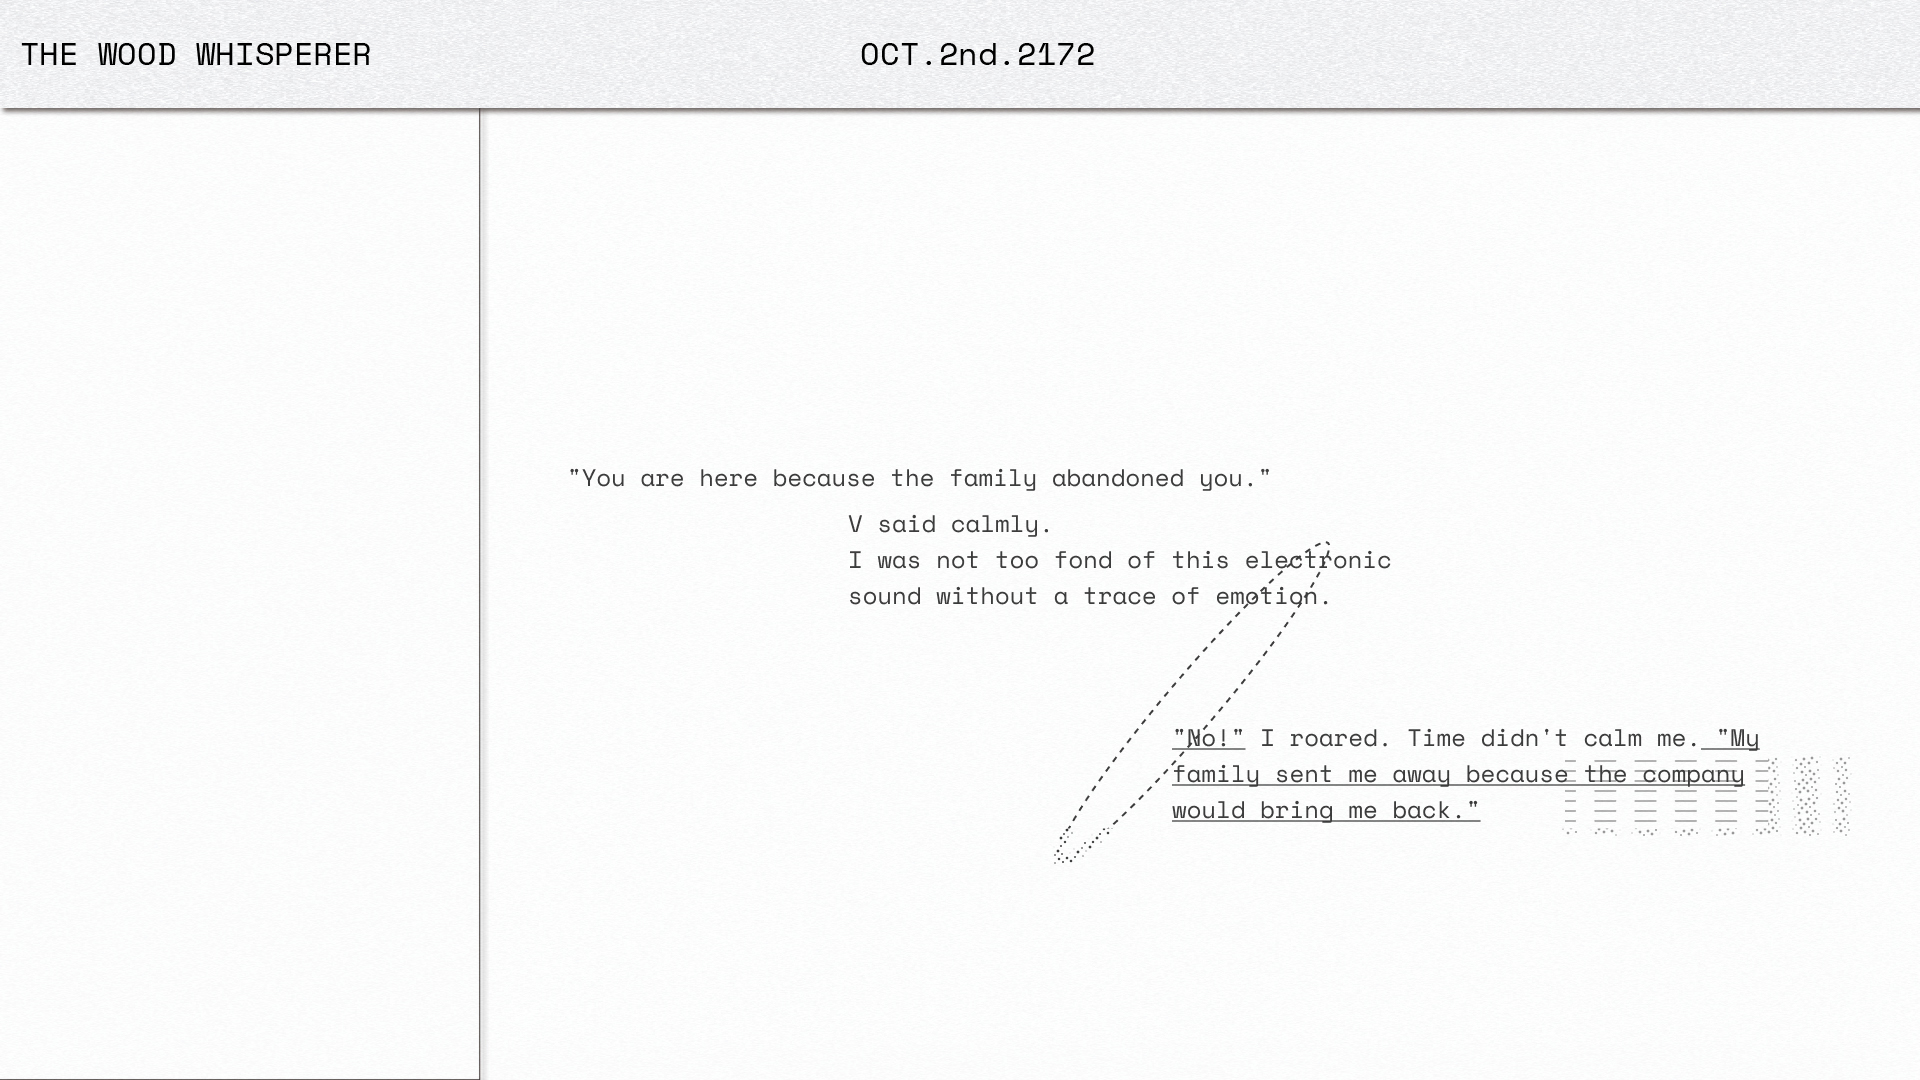 THE WOOD WHISPERER
OCT.2nd.2172
"You are here because the family abandoned you."
V said calmly.
I was not too fond of this electronic
sound without a trace of emotion.
"No!" I roared. Time didn't calm me. "My
family sent me away because the company
would bring me back."